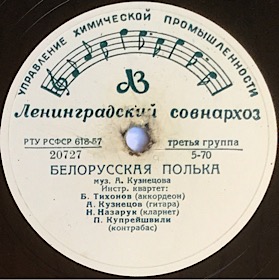 УПРАВЛЕНИЕ ХИМИЧЕСКОЙ ПРОМЫШЛЕННОСТИ
ЛЗ
Ленинградский совнархоз
РТУ РСФСР 618-57 третья группа
20727 5-70
БЕЛОРУССКАЯ ПОЛЬКА
муз. А. Кузнецова
Инстр. квартет:
Б. Тихонов (аккордеон)
А. Кузнецов (гитара)
Н. Назарук (кларнет)
П. Купрейшвили
(контрабас)